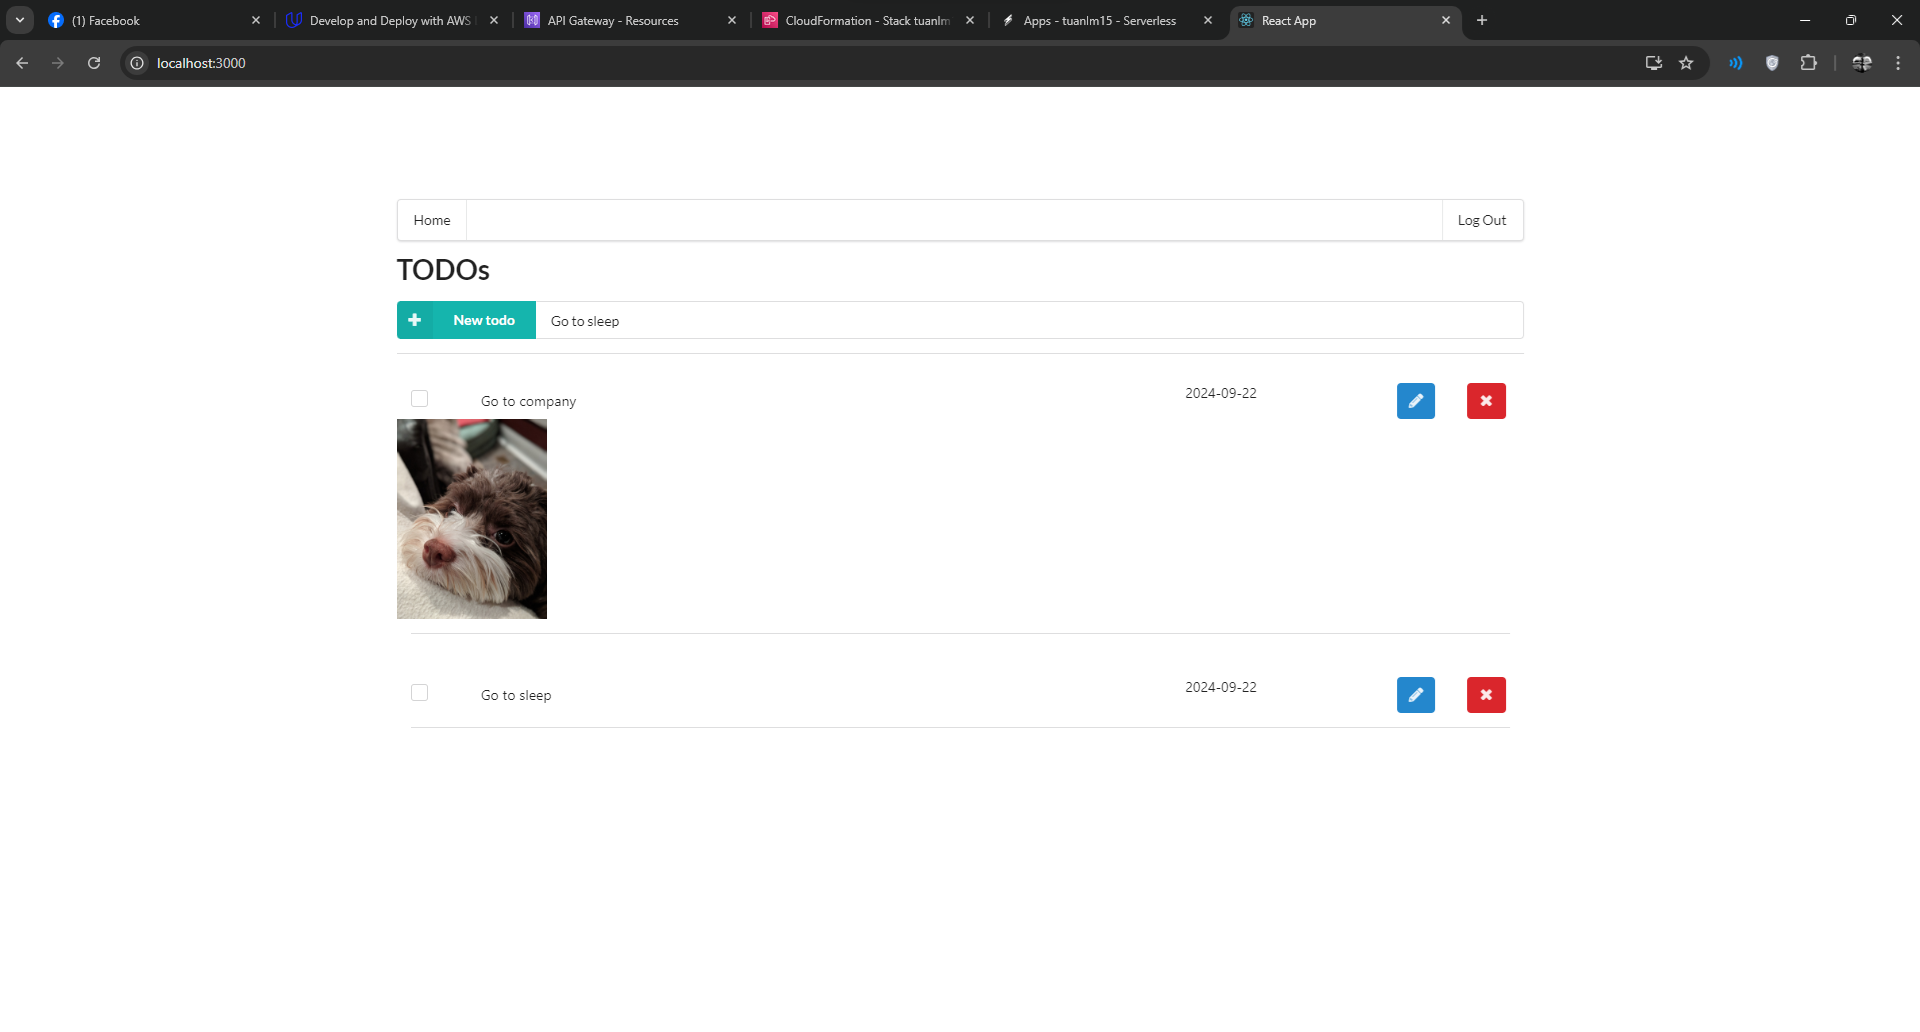 (1) Facebook
Develop and Deploy with AWS
API Gateway - Resources
CloudFormation - Stack tuanlm
Apps - tuanlm15 - Serverless
React App
localhost:3000
Home
Log Out
TODOs
New todo
Go to sleep
Go to company
2024-09-22
Go to sleep
2024-09-22